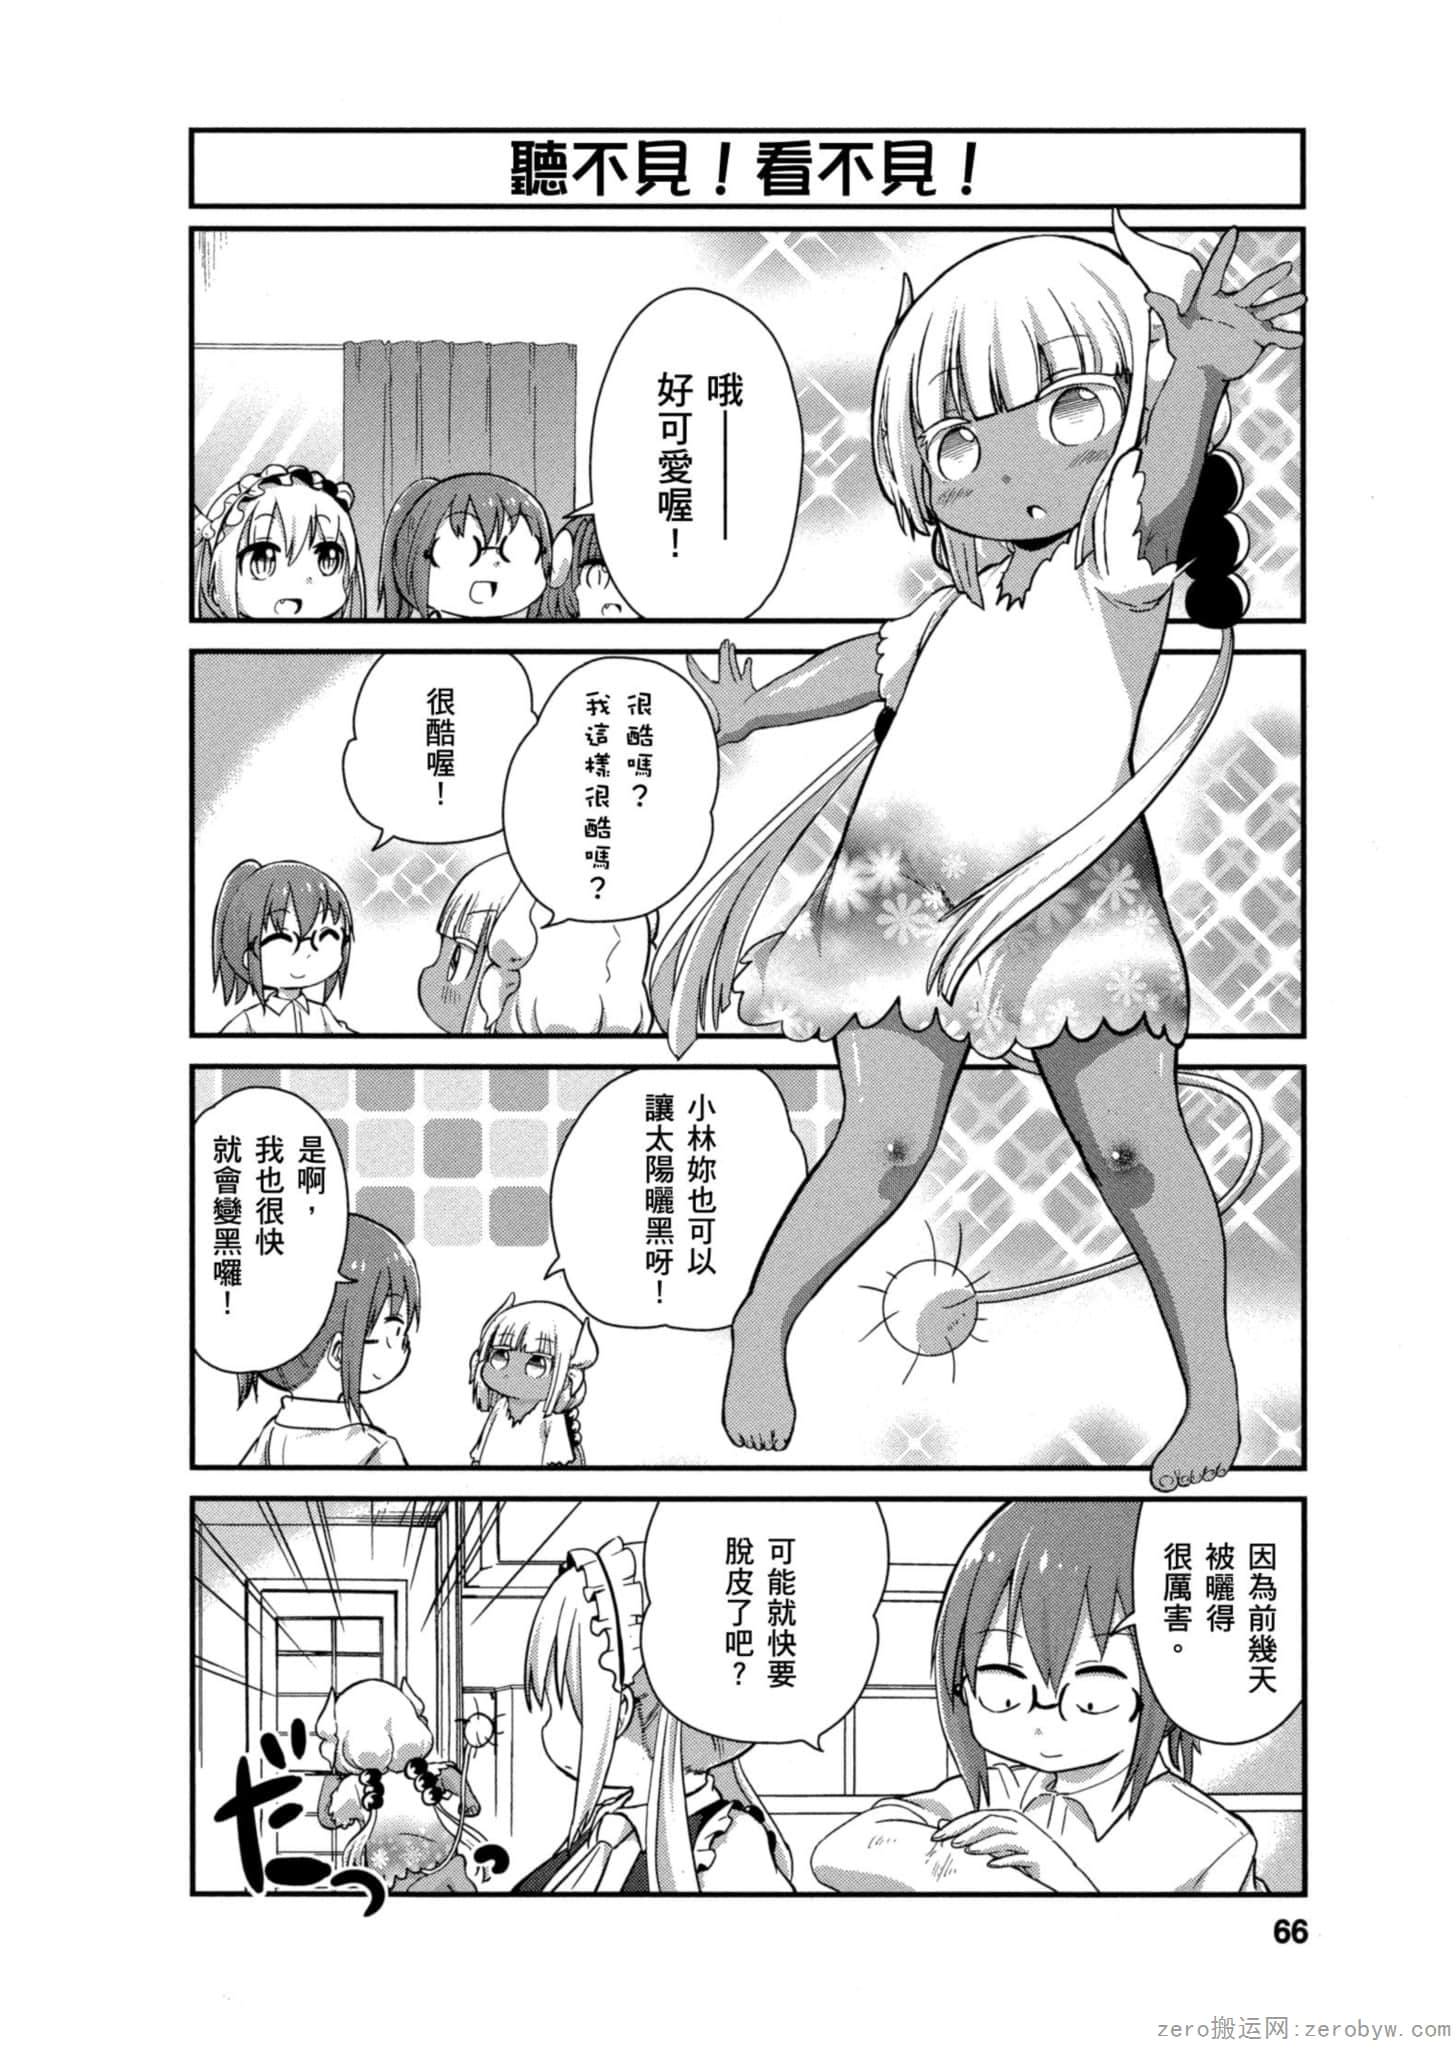 聽不見！看不見！
哦——
好可愛喔！
很酷嗎？
我這樣很酷嗎？
很酷喔！
小林妳也可以
讓太陽曬黑呀！
是啊，
我也很快
就會變黑囉！
因為前幾天
被曬得
很厲害。
可能就快要
脫皮了吧？
だっ
66
zero搬运网:zerobyw.com